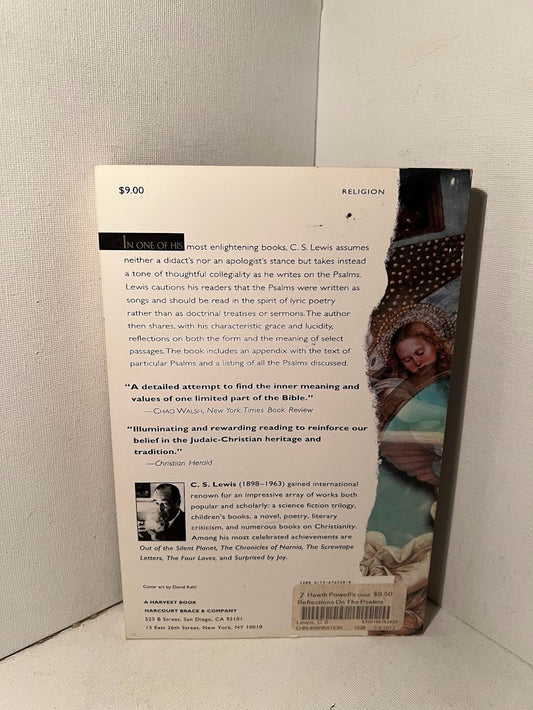 $9.00
RELIGION
IN ONE OF HIS most enlightening books, C. S. Lewis assumes
neither a didact's nor an apologist's stance but takes instead
a tone of thoughtful collegiality as he writes on the Psalms.
Lewis cautions his readers that the Psalms were written as
songs and should be read in the spirit of lyric poetry
rather than as doctrinal treatises or sermons. The author
then shares, with his characteristic grace and lucidity,
reflections on both the form and the meaning of select
passages. The book includes an appendix with the text of
particular Psalms and a listing of all the Psalms discussed.
"A detailed attempt to find the inner meaning and
values of one limited part of the Bible."
—CHAD WALSH, New York Times Book Review
"Illuminating and rewarding reading to reinforce our
belief in the Judaic-Christian heritage and
tradition."
—Christian Herald
C. S. Lewis (1898–1963) gained international
renown for an impressive array of works both
popular and scholarly: a science fiction trilogy,
children's books, a novel, poetry, literary
criticism, and numerous books on Christianity.
Among his most celebrated achievements are
Out of the Silent Planet, The Chronicles of Narnia, The Screwtape
Letters, The Four Loves, and Surprised by Joy.
Cover art by David Kahl
A HARVEST BOOK
HARCOURT BRACE & COMPANY
525 B Street, San Diego, CA 92101
15 East 26th Street, New York, NY 10010
ISBN 0-15-676248-X
7 Hawth Powell's Used $9.50
Reflections On The Psalms
Lewis, C S
CHRI-INSPIRATION